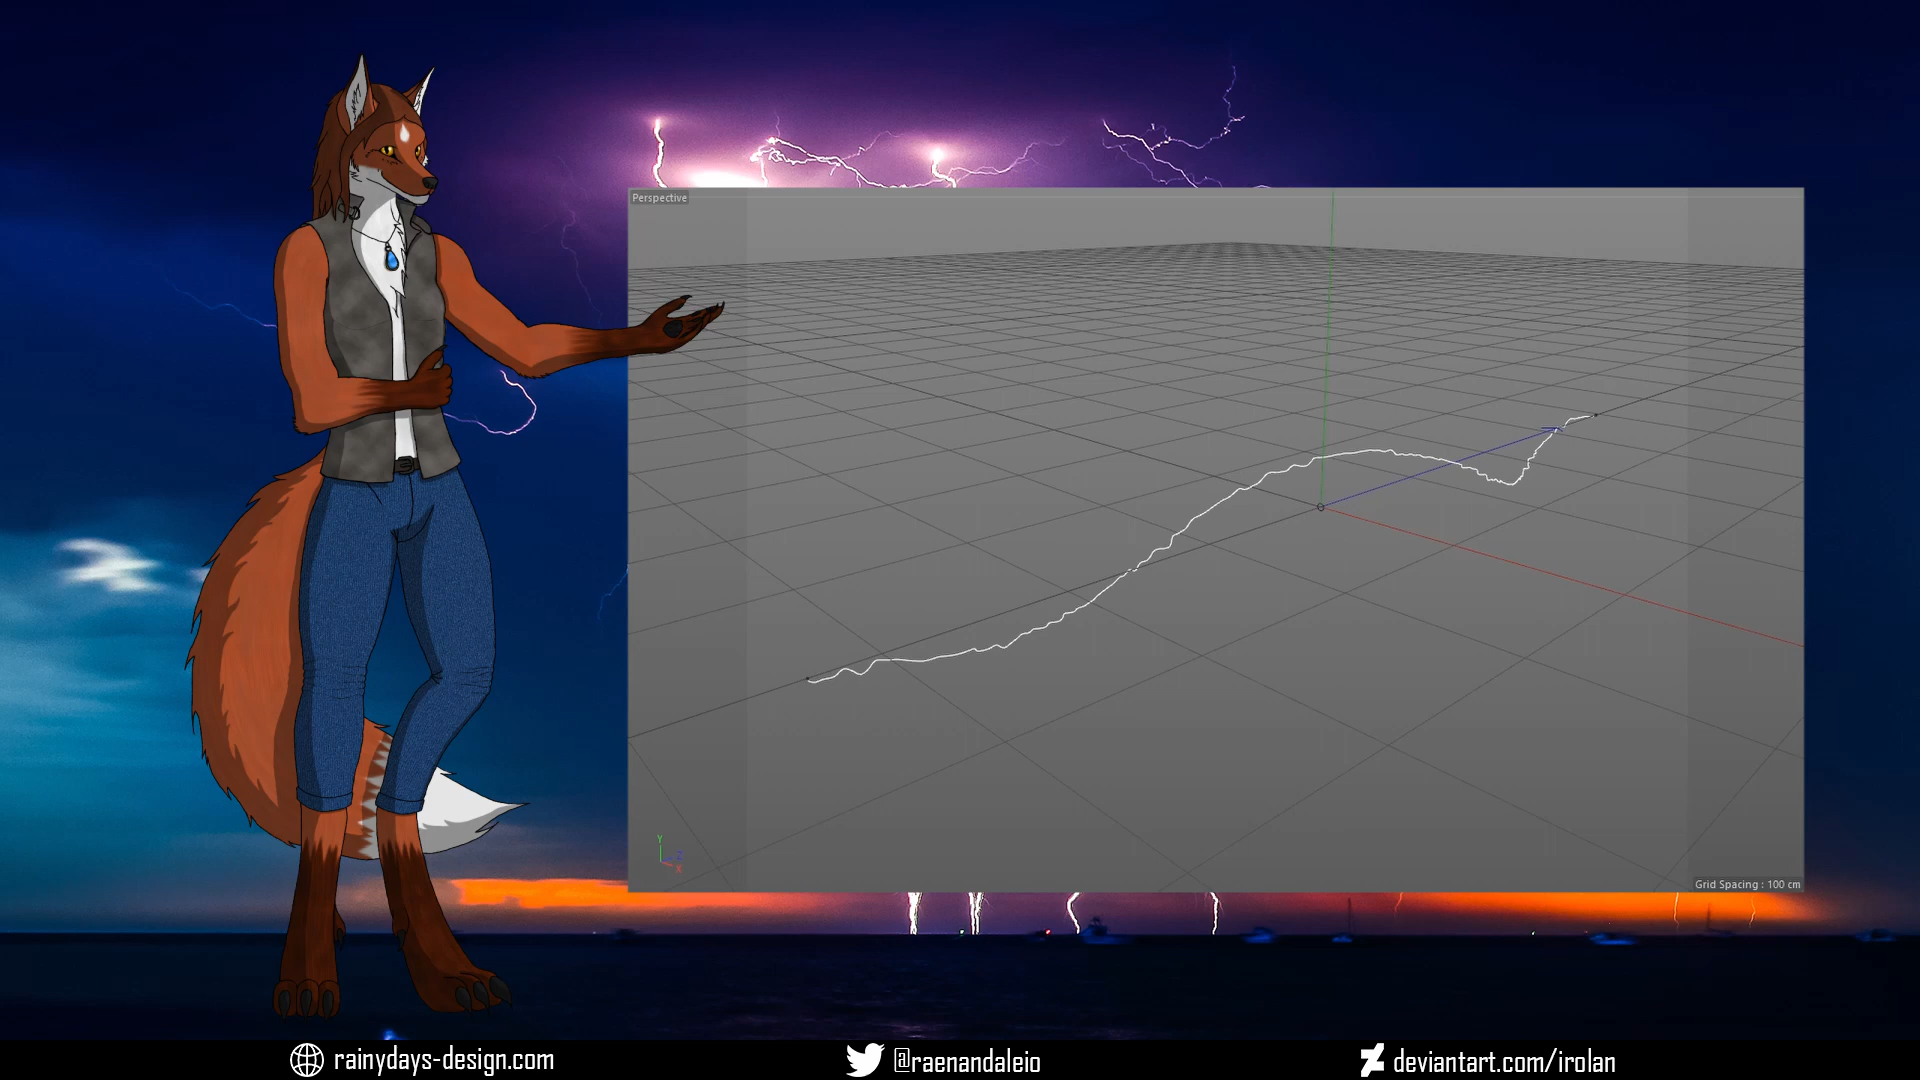 Perspective
Y
Z
X
Grid Spacing : 100 cm
rainydays-design.com
@raenandaleio
deviantart.com/irolan